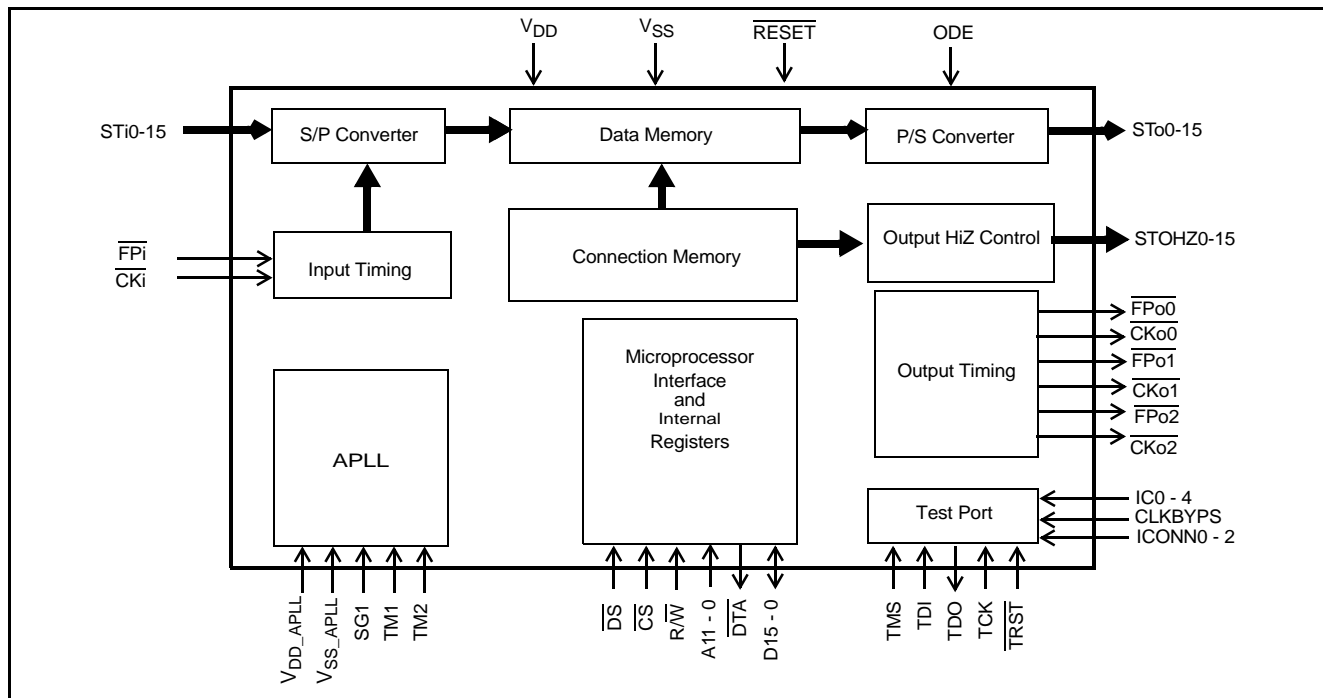 VDD
VSS
RESET
ODE
STi0-15
S/P Converter
Data Memory
P/S Converter
STo0-15
FPi
CKi
Input Timing
Connection Memory
Output HiZ Control
STOHZ0-15
APLL
Microprocessor
Interface
and
Internal
Registers
Output Timing
FPo0
CKo0
FPo1
CKo1
FPo2
CKo2
Test Port
IC0 - 4
CLKBYPS
ICONN0 - 2
VDD_APLL
VSS_APLL
SG1
TM1
TM2
DS
CS
R/W
A11 - 0
DTA
D15 - 0
TMS
TDI
TDO
TCK
TRST